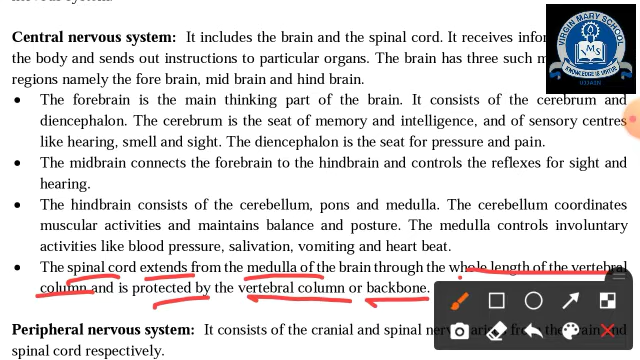 nervous system.
Central nervous system: It includes the brain and the spinal cord. It receives
the body and sends out instructions to particular organs. The brain has three such
regions namely the fore brain, mid brain and hind brain.
• The forebrain is the main thinking part of the brain. It consists of the cerebrum and
diencephalon. The cerebrum is the seat of memory and intelligence, and of sensory centres
like hearing, smell and sight. The diencephalon is the seat for pressure and pain.
• The midbrain connects the forebrain to the hindbrain and controls the reflexes for sight and
hearing.
• The hindbrain consists of the cerebellum, pons and medulla. The cerebellum coordinates
muscular activities and maintains balance and posture. The medulla controls involuntary
activities like blood pressure, salivation, vomiting and heart beat.
• The spinal cord extends from the medulla of the brain through the whole length of the vertebral
column and is protected by the vertebral column or backbone.
Peripheral nervous system: It consists of the cranial and spinal
spinal cord respectively.
VIRGIN MARY SCHOOL
MS
KNOWLEDGE IS VIRTUE
UJJAIN